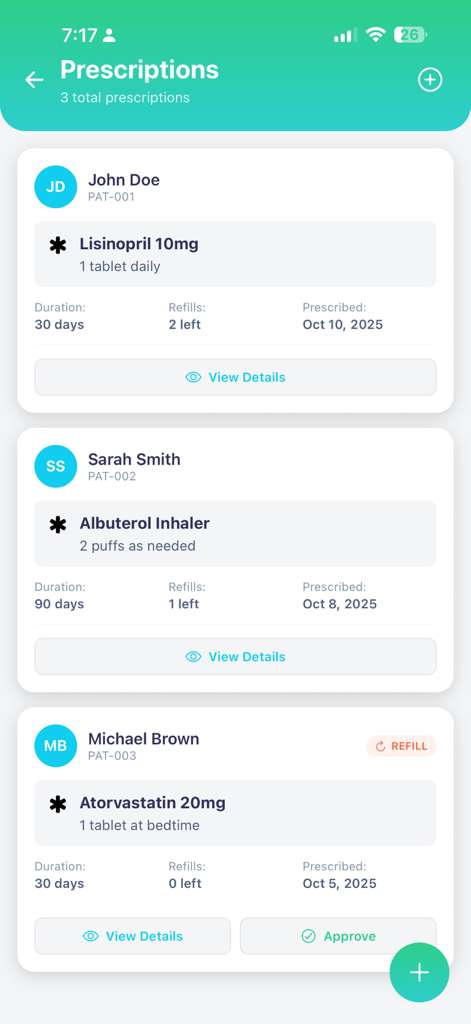 7:17
26
Prescriptions
3 total prescriptions
JD
John Doe
PAT-001
Lisinopril 10mg
1 tablet daily
Duration: Refills: Prescribed:
30 days 2 left Oct 10, 2025
View Details
SS
Sarah Smith
PAT-002
Albuterol Inhaler
2 puffs as needed
Duration: Refills: Prescribed:
90 days 1 left Oct 8, 2025
View Details
MB
Michael Brown
PAT-003
REFILL
Atorvastatin 20mg
1 tablet at bedtime
Duration: Refills: Prescribed:
30 days 0 left Oct 5, 2025
View Details Approve